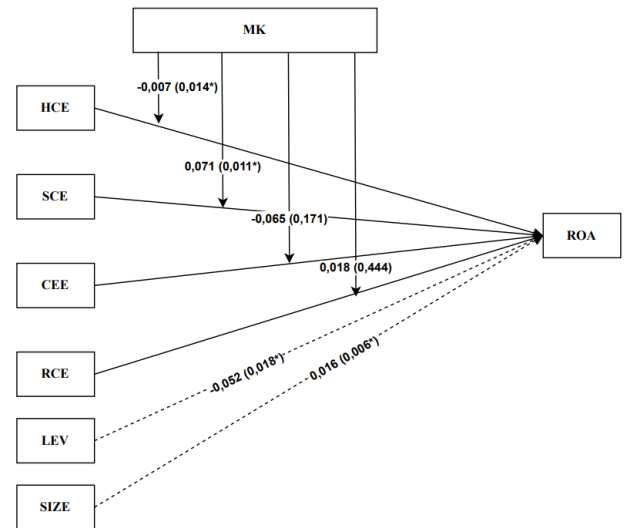 MK
-0,007 (0,014*)
HCE
0,071 (0,011*)
SCE
-0,065 (0,171)
ROA
0,018 (0,444)
CEE
RCE
-0,052 (0,018*)
0,016 (0,006*)
LEV
SIZE